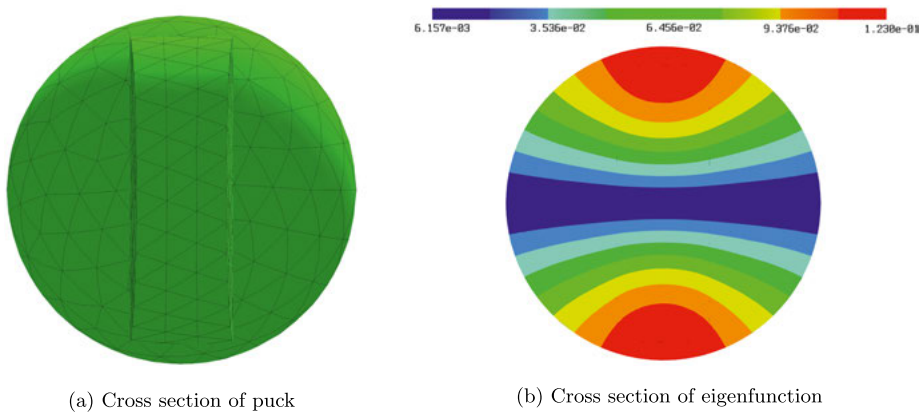 6.157e-03 3.536e-02 6.456e-02 9.376e-02 1.230e-01
(a) Cross section of puck
(b) Cross section of eigenfunction